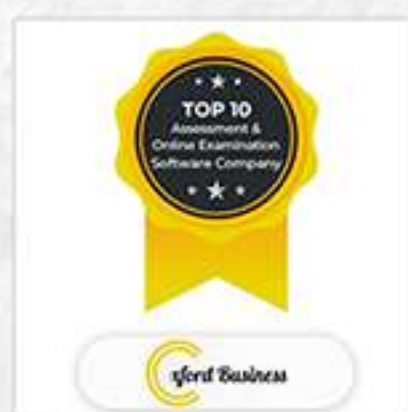 TOP 10
Assessment &
Online Examination
Software Company
Oxford Business